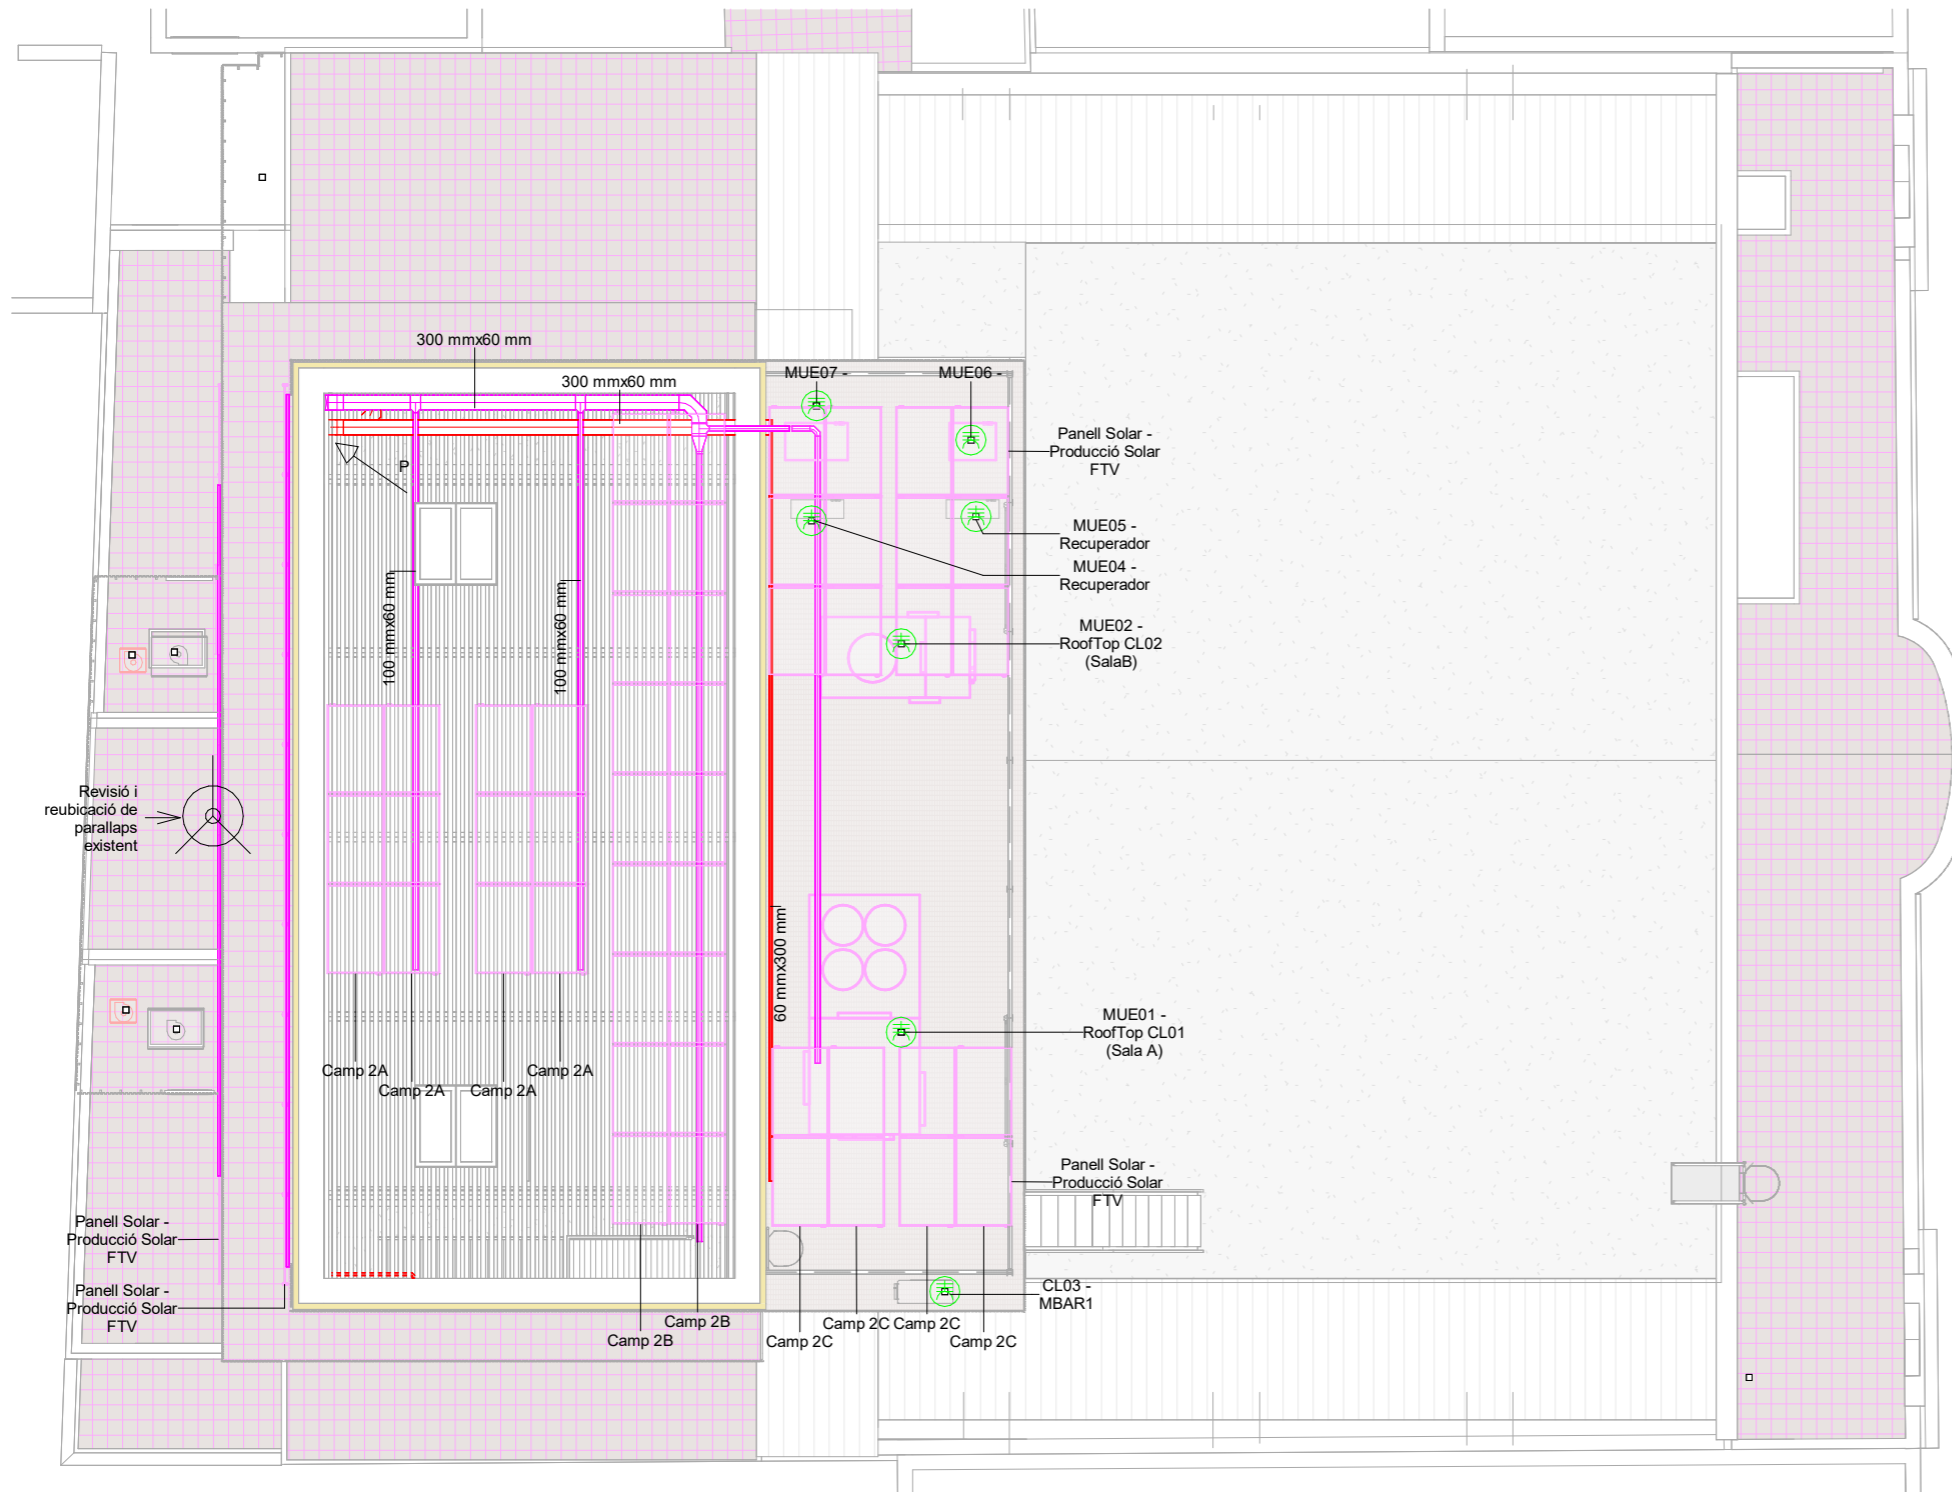 300 mmx60 mm
300 mmx60 mm
MUE07 -
MUE06 -
Panell Solar -
Producció Solar
FTV
P
MUE05 -
Recuperador
MUE04 -
Recuperador
100 mmx60 mm
100 mmx60 mm
MUE02 -
RoofTop CL02
(SalaB)
Revisió i
reubicació de
parallaps
existent
60 mmx300 mm
MUE01 -
RoofTop CL01
(Sala A)
Camp 2A
Camp 2A
Camp 2A
Camp 2A
Panell Solar -
Producció Solar
FTV
Panell Solar -
Producció Solar
FTV
Panell Solar -
Producció Solar
FTV
CL03 -
MBAR1
Camp 2B
Camp 2B
Camp 2C
Camp 2C
Camp 2C
Camp 2C